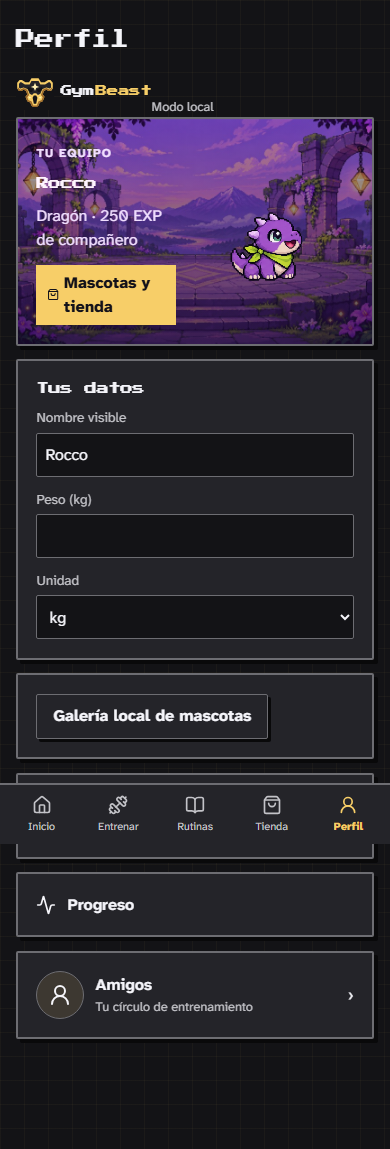 Perfil
GymBeast
Modo local
TU EQUIPO
Rocco
Dragón · 250 EXP
de compañero
Mascotas y
tienda
Tus datos
Nombre visible
Rocco
Peso (kg)
Unidad
kg
Galería local de mascotas
Inicio
Entrenar
Rutinas
Tienda
Perfil
Progreso
Amigos
Tu círculo de entrenamiento